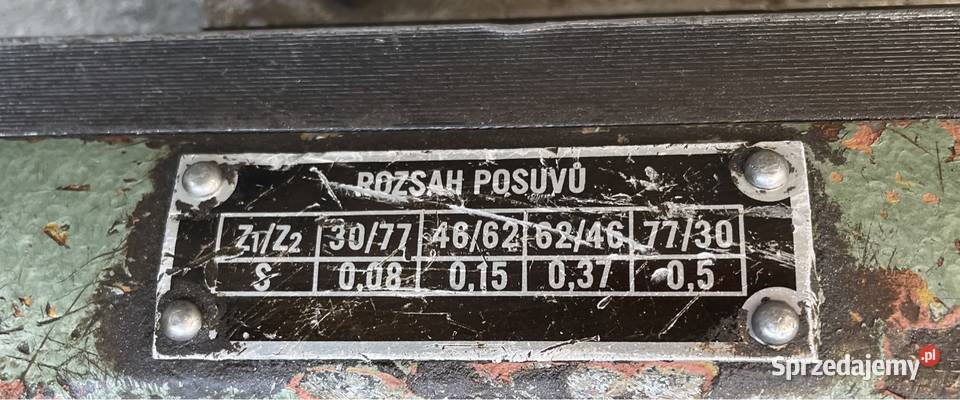 ROZSAH POSUVŮ
Z1/Z2 30/77 46/62 62/46 77/30
S 0,08 0,15 0,37 0,5
Sprzedajemy .pl